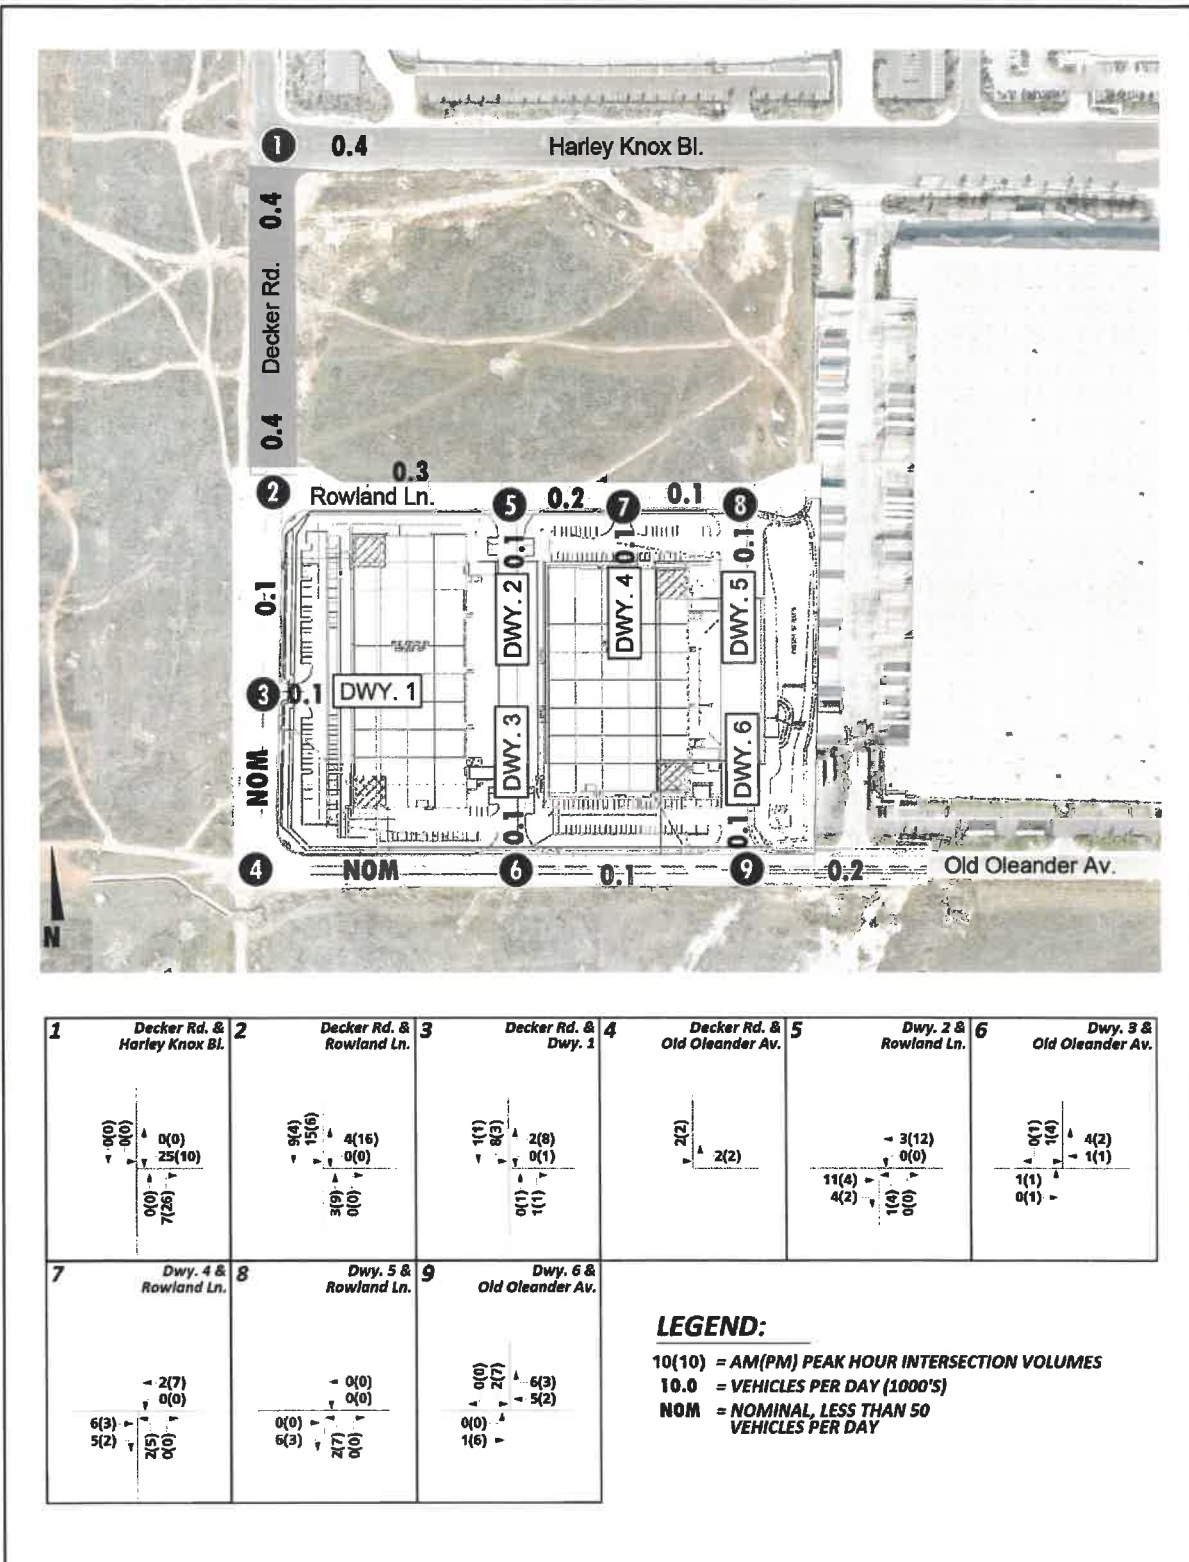 1
0.4
Harley Knox Bl.
0.4
Decker Rd.
0.4
0.3
2
Rowland Ln.
5
0.2
7
0.1
8
0.1
0.1
0.1
0.1
DWY. 2
DWY. 4
DWY. 5
3
0.1
DWY. 1
DWY. 3
DWY. 6
NOM
0.1
0.1
4
NOM
6
0.1
9
0.2
Old Oleander Av.
N
1
Decker Rd. &
Harley Knox Bl.
0(0)
0(0)
0(0)
25(10)
0(0)
7(26)
2
Decker Rd. &
Rowland Ln.
9(4)
15(6)
4(16)
0(0)
3(9)
0(0)
3
Decker Rd. &
Dwy. 1
1(1)
8(3)
2(8)
0(1)
0(1)
1(1)
4
Decker Rd. &
Old Oleander Av.
2(2)
2(2)
5
Dwy. 2 &
Rowland Ln.
3(12)
0(0)
11(4)
4(2)
1(4)
0(0)
6
Dwy. 3 &
Old Oleander Av.
0(1)
1(4)
4(2)
1(1)
1(1)
0(1)
7
Dwy. 4 &
Rowland Ln.
2(7)
0(0)
6(3)
5(2)
2(5)
0(0)
8
Dwy. 5 &
Rowland Ln.
0(0)
0(0)
0(0)
6(3)
2(7)
0(0)
9
Dwy. 6 &
Old Oleander Av.
0(0)
2(7)
6(3)
5(2)
0(0)
1(6)
LEGEND:
10(10) = AM(PM) PEAK HOUR INTERSECTION VOLUMES
10.0 = VEHICLES PER DAY (1000'S)
NOM = NOMINAL, LESS THAN 50
VEHICLES PER DAY